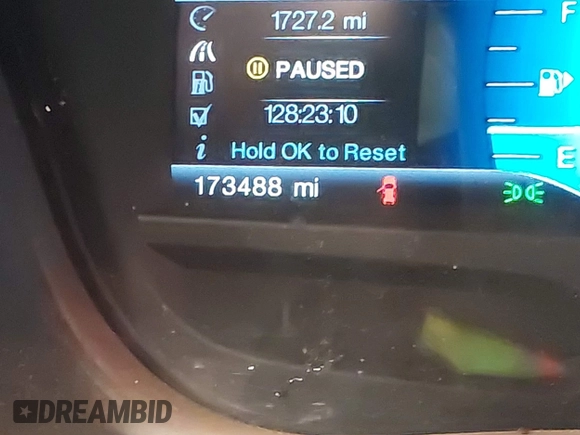 1727.2 mi
F
PAUSED
128:23:10
i Hold OK to Reset
E
173488 mi
DREAMBID